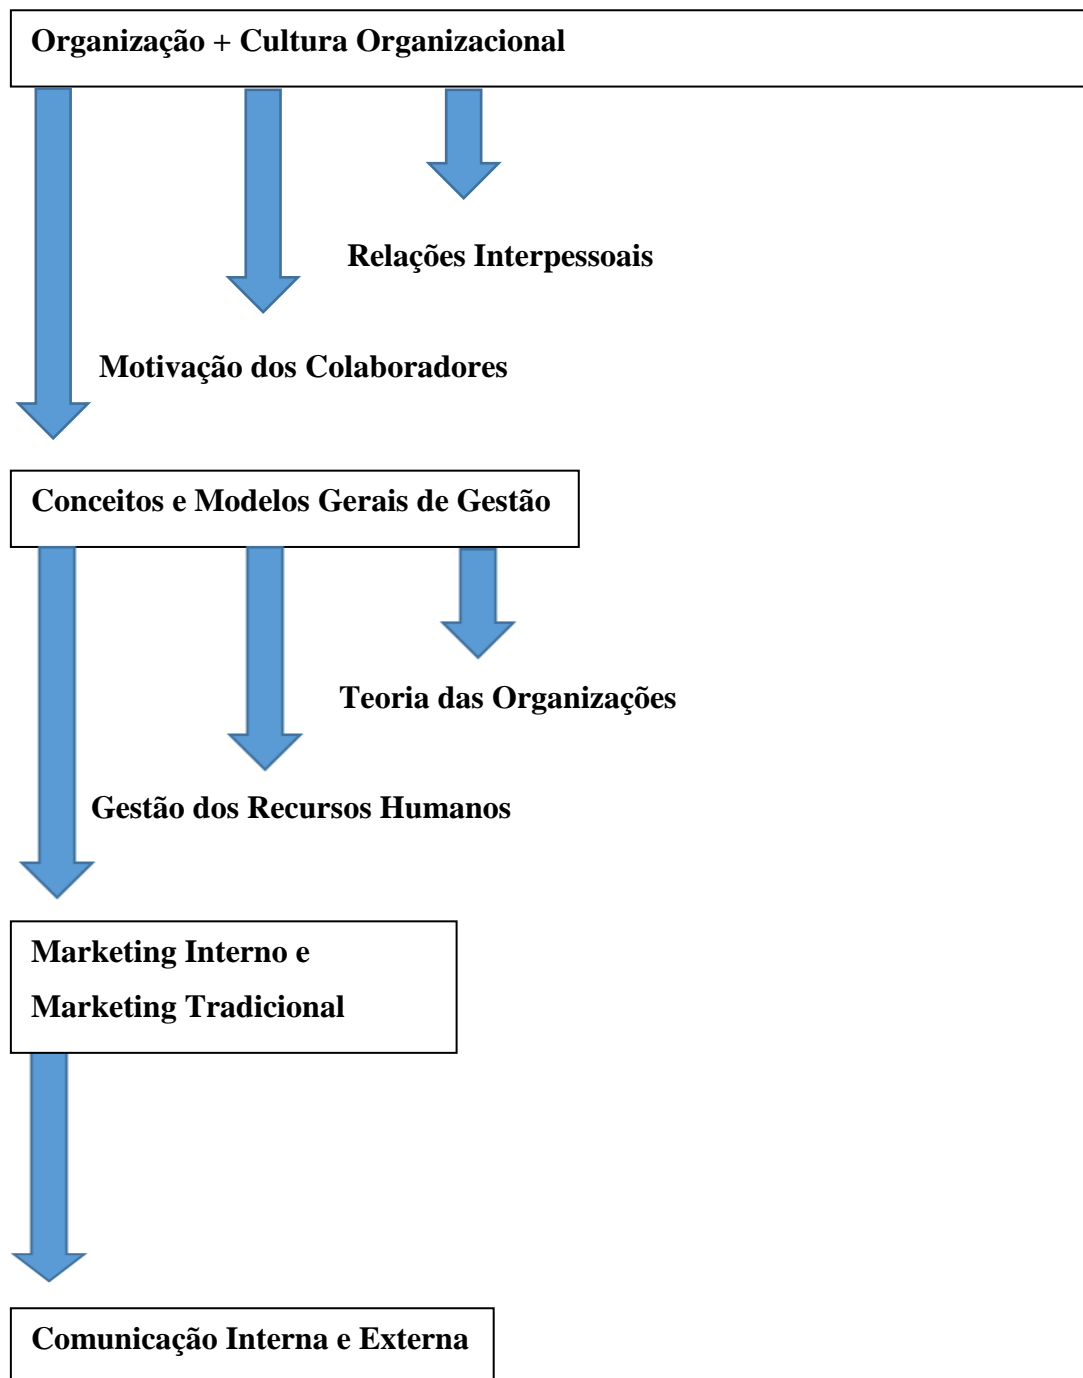 Organização + Cultura Organizacional
Relações Interpessoais
Motivação dos Colaboradores
Conceitos e Modelos Gerais de Gestão
Teoria das Organizações
Gestão dos Recursos Humanos
Marketing Interno e
Marketing Tradicional
Comunicação Interna e Externa